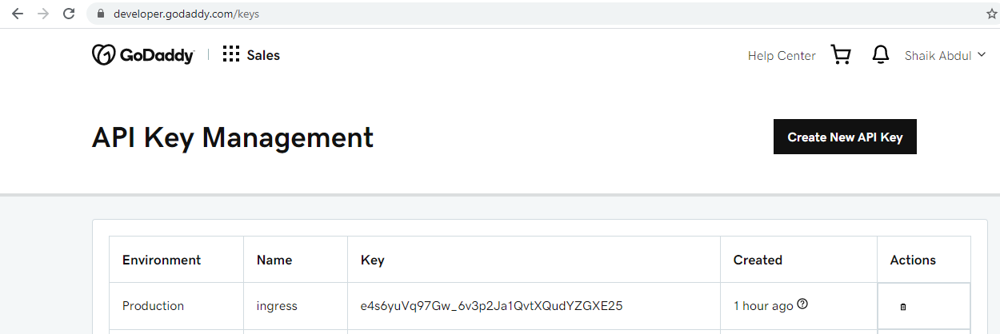 developer.godaddy.com/keys
GoDaddy Sales Help Center Shaik Abdul
API Key Management Create New API Key
Environment Name Key Created Actions
Production ingress e4s6yuVq97Gw_6v3p2Ja1QvtXQudYZGXE25 1 hour ago